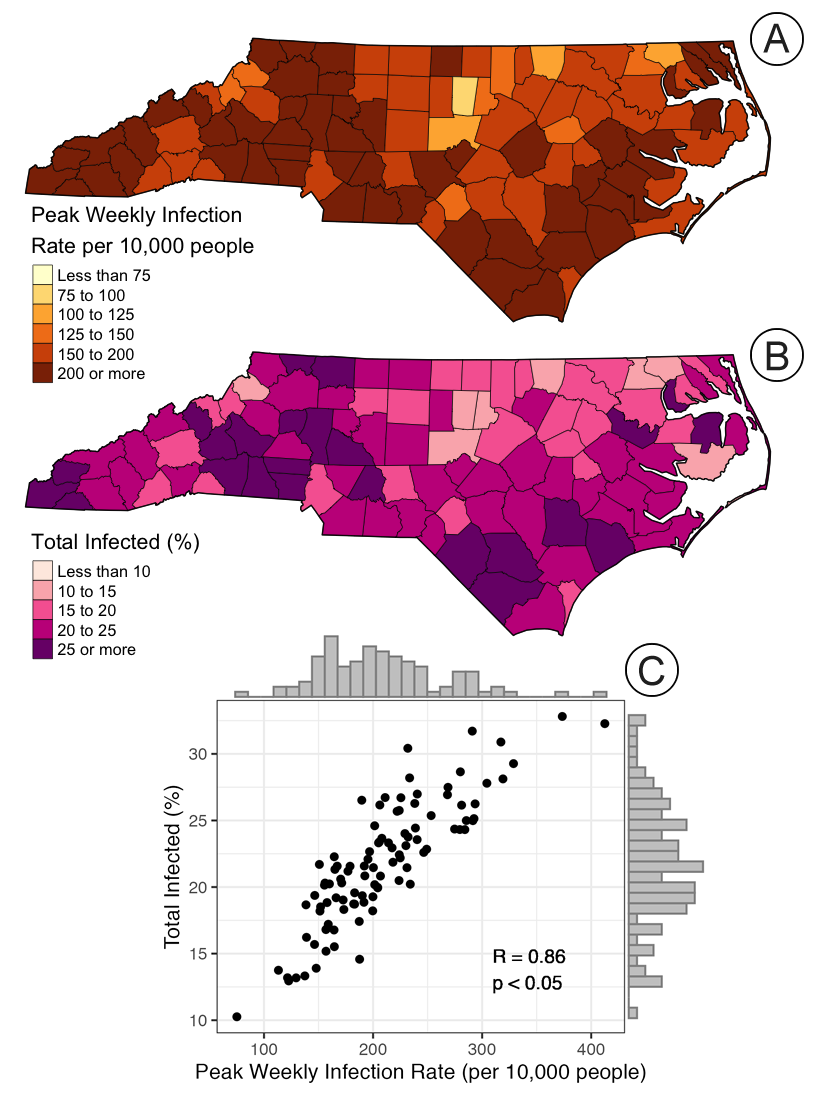 A
Peak Weekly Infection
Rate per 10,000 people
Less than 75
75 to 100
100 to 125
125 to 150
150 to 200
200 or more
B
Total Infected (%)
Less than 10
10 to 15
15 to 20
20 to 25
25 or more
C
Total Infected (%)
30
25
20
15
10
R = 0.86
p < 0.05
100 200 300 400
Peak Weekly Infection Rate (per 10,000 people)